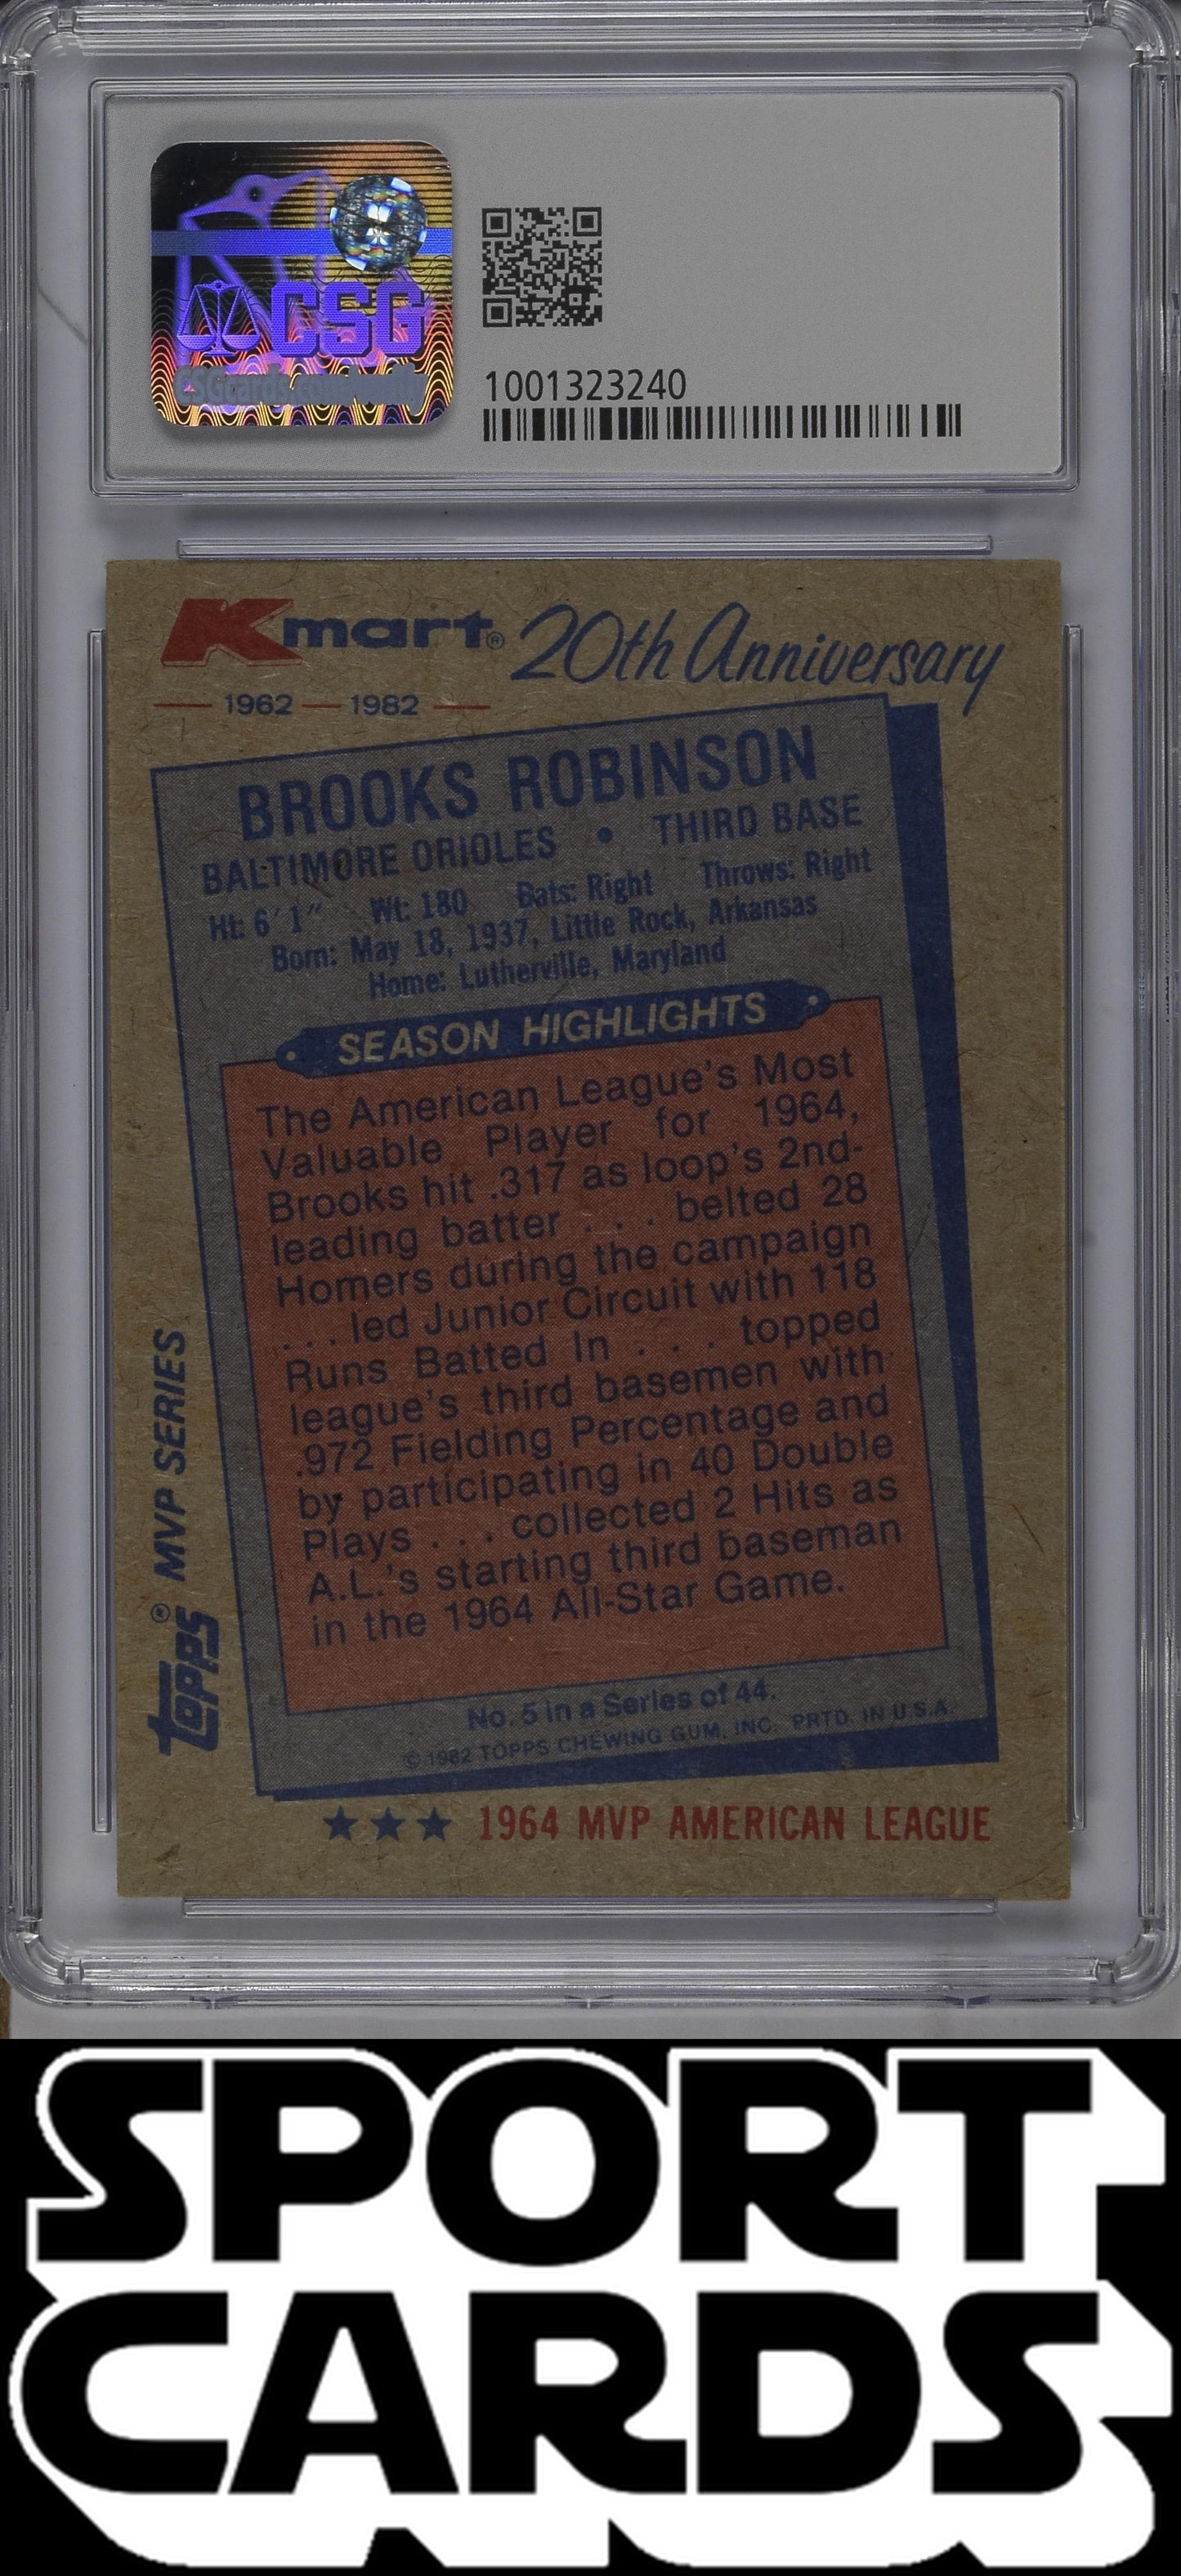 CSG
1001323240
Kmart® 20th Anniversary
1962 — 1982
BROOKS ROBINSON
BALTIMORE ORIOLES • THIRD BASE
Ht: 6'1" Wt: 180 Bats: Right Throws: Right
Born: May 18, 1937, Little Rock, Arkansas
Home: Lutherville, Maryland
SEASON HIGHLIGHTS
The American League's Most
Valuable Player for 1964,
Brooks hit .317 as loop's 2nd-
leading batter . . . belted 28
Homers during the campaign
. . . led Junior Circuit with 118
Runs Batted In . . . topped
league's third basemen with
.972 Fielding Percentage and
by participating in 40 Double
Plays . . . collected 2 Hits as
A.L.'s starting third baseman
in the 1964 All-Star Game.
No. 5 in a Series of 44.
© 1982 TOPPS CHEWING GUM, INC. PRTD. IN U.S.A.
topps® MVP SERIES
★★★ 1964 MVP AMERICAN LEAGUE
SPORT
CARDS